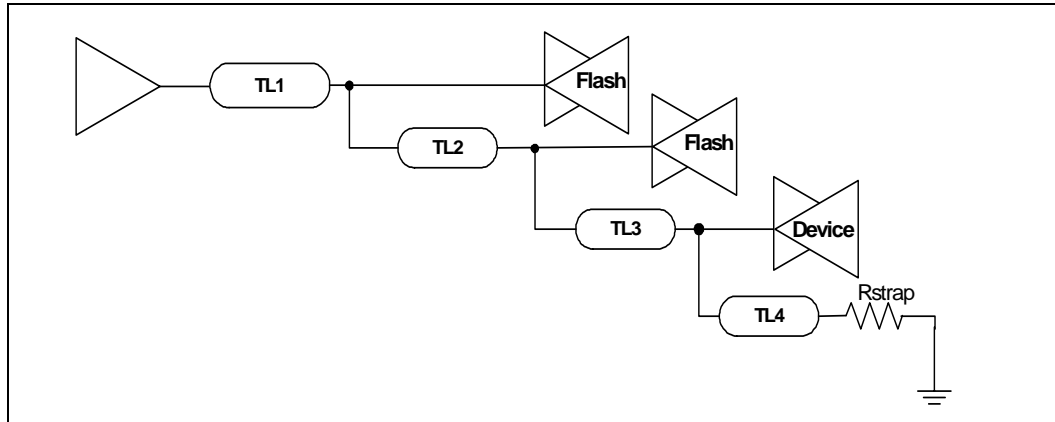 TL1
Flash
TL2
Flash
TL3
Device
TL4
Rstrap